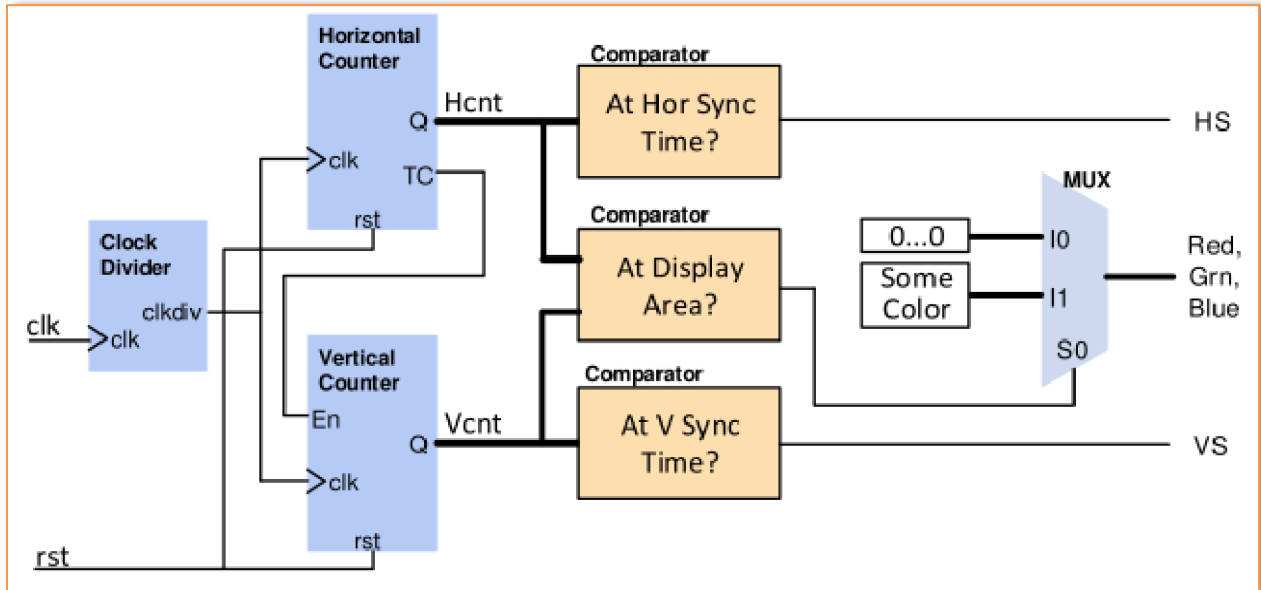 Horizontal
Counter
Q
clk
TC
rst
Hcnt
Comparator
At Hor Sync
Time?
HS
Clock
Divider
clkdiv
clk
clk
Comparator
At Display
Area?
MUX
0...0
I0
Some
Color
I1
S0
Red,
Grn,
Blue
Vertical
Counter
En
Q
clk
rst
Vcnt
Comparator
At V Sync
Time?
VS
rst